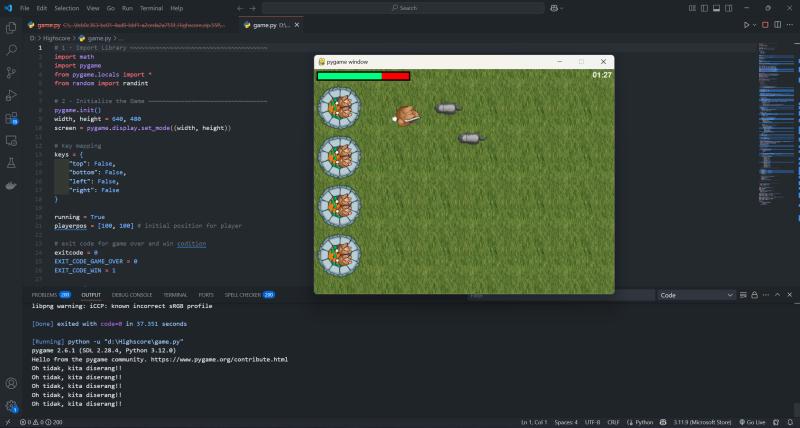 File Edit Selection View Go Run Terminal Help
Search
game.py
game.py D:\...
D: > Highscore > game.py > ...
pygame window
01:27
1 # 1 - Import Library
2 import math
3 import pygame
4 from pygame.locals import *
5 from random import randint
6
7 # 2 - Initialize the Game
8 pygame.init()
9 width, height = 640, 480
10 screen = pygame.display.set_mode((width, height))
11
12 # Key mapping
13 keys = {
14 "top": False,
15 "bottom": False,
16 "left": False,
17 "right": False
18 }
19
20 running = True
21 playerpos = [100, 100] # initial position for player
22
23 # exit code for game over and win codition
24 exitcode = 0
25 EXIT_CODE_GAME_OVER = 0
26 EXIT_CODE_WIN = 1
27
PROBLEMS 200 OUTPUT DEBUG CONSOLE TERMINAL PORTS SPELL CHECKER 200 Filter Code
libpng warning: iCCP: known incorrect sRGB profile
[Done] exited with code=0 in 37.351 seconds
[Running] python -u "d:\Highscore\game.py"
pygame 2.6.1 (SDL 2.28.4, Python 3.12.0)
Hello from the pygame community. https://www.pygame.org/contribute.html
Oh tidak, kita diserang!!
Oh tidak, kita diserang!!
Oh tidak, kita diserang!!
Oh tidak, kita diserang!!
Oh tidak, kita diserang!!
0 0 200 Ln 1, Col 1 Spaces: 4 UTF-8 CRLF Python 3.11.9 (Microsoft Store) Go Live